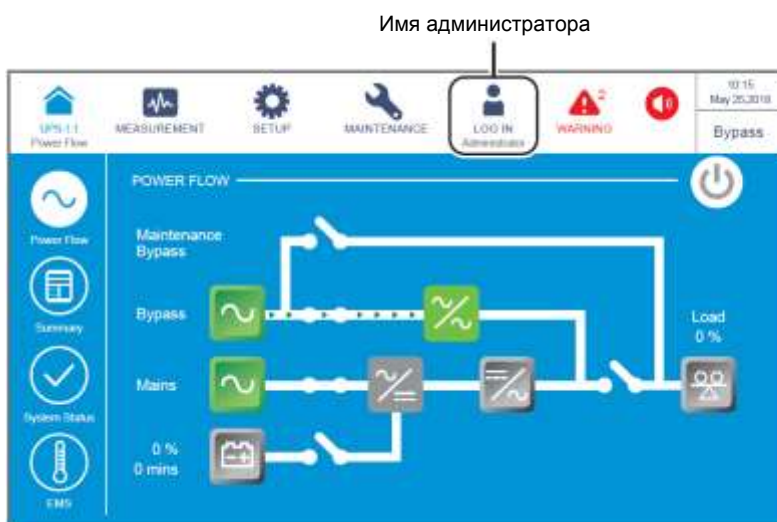 Имя администратора
UPS-1.1
Power Flow
MEASUREMENT
SETUP
MAINTENANCE
LOG IN
Administrator
2
WARNING
10:15
May 25,2018
Bypass
POWER FLOW
Power Flow
Maintenance
Bypass
Summary
Bypass
Load
0 %
System Status
Mains
0 %
0 mins
EMS